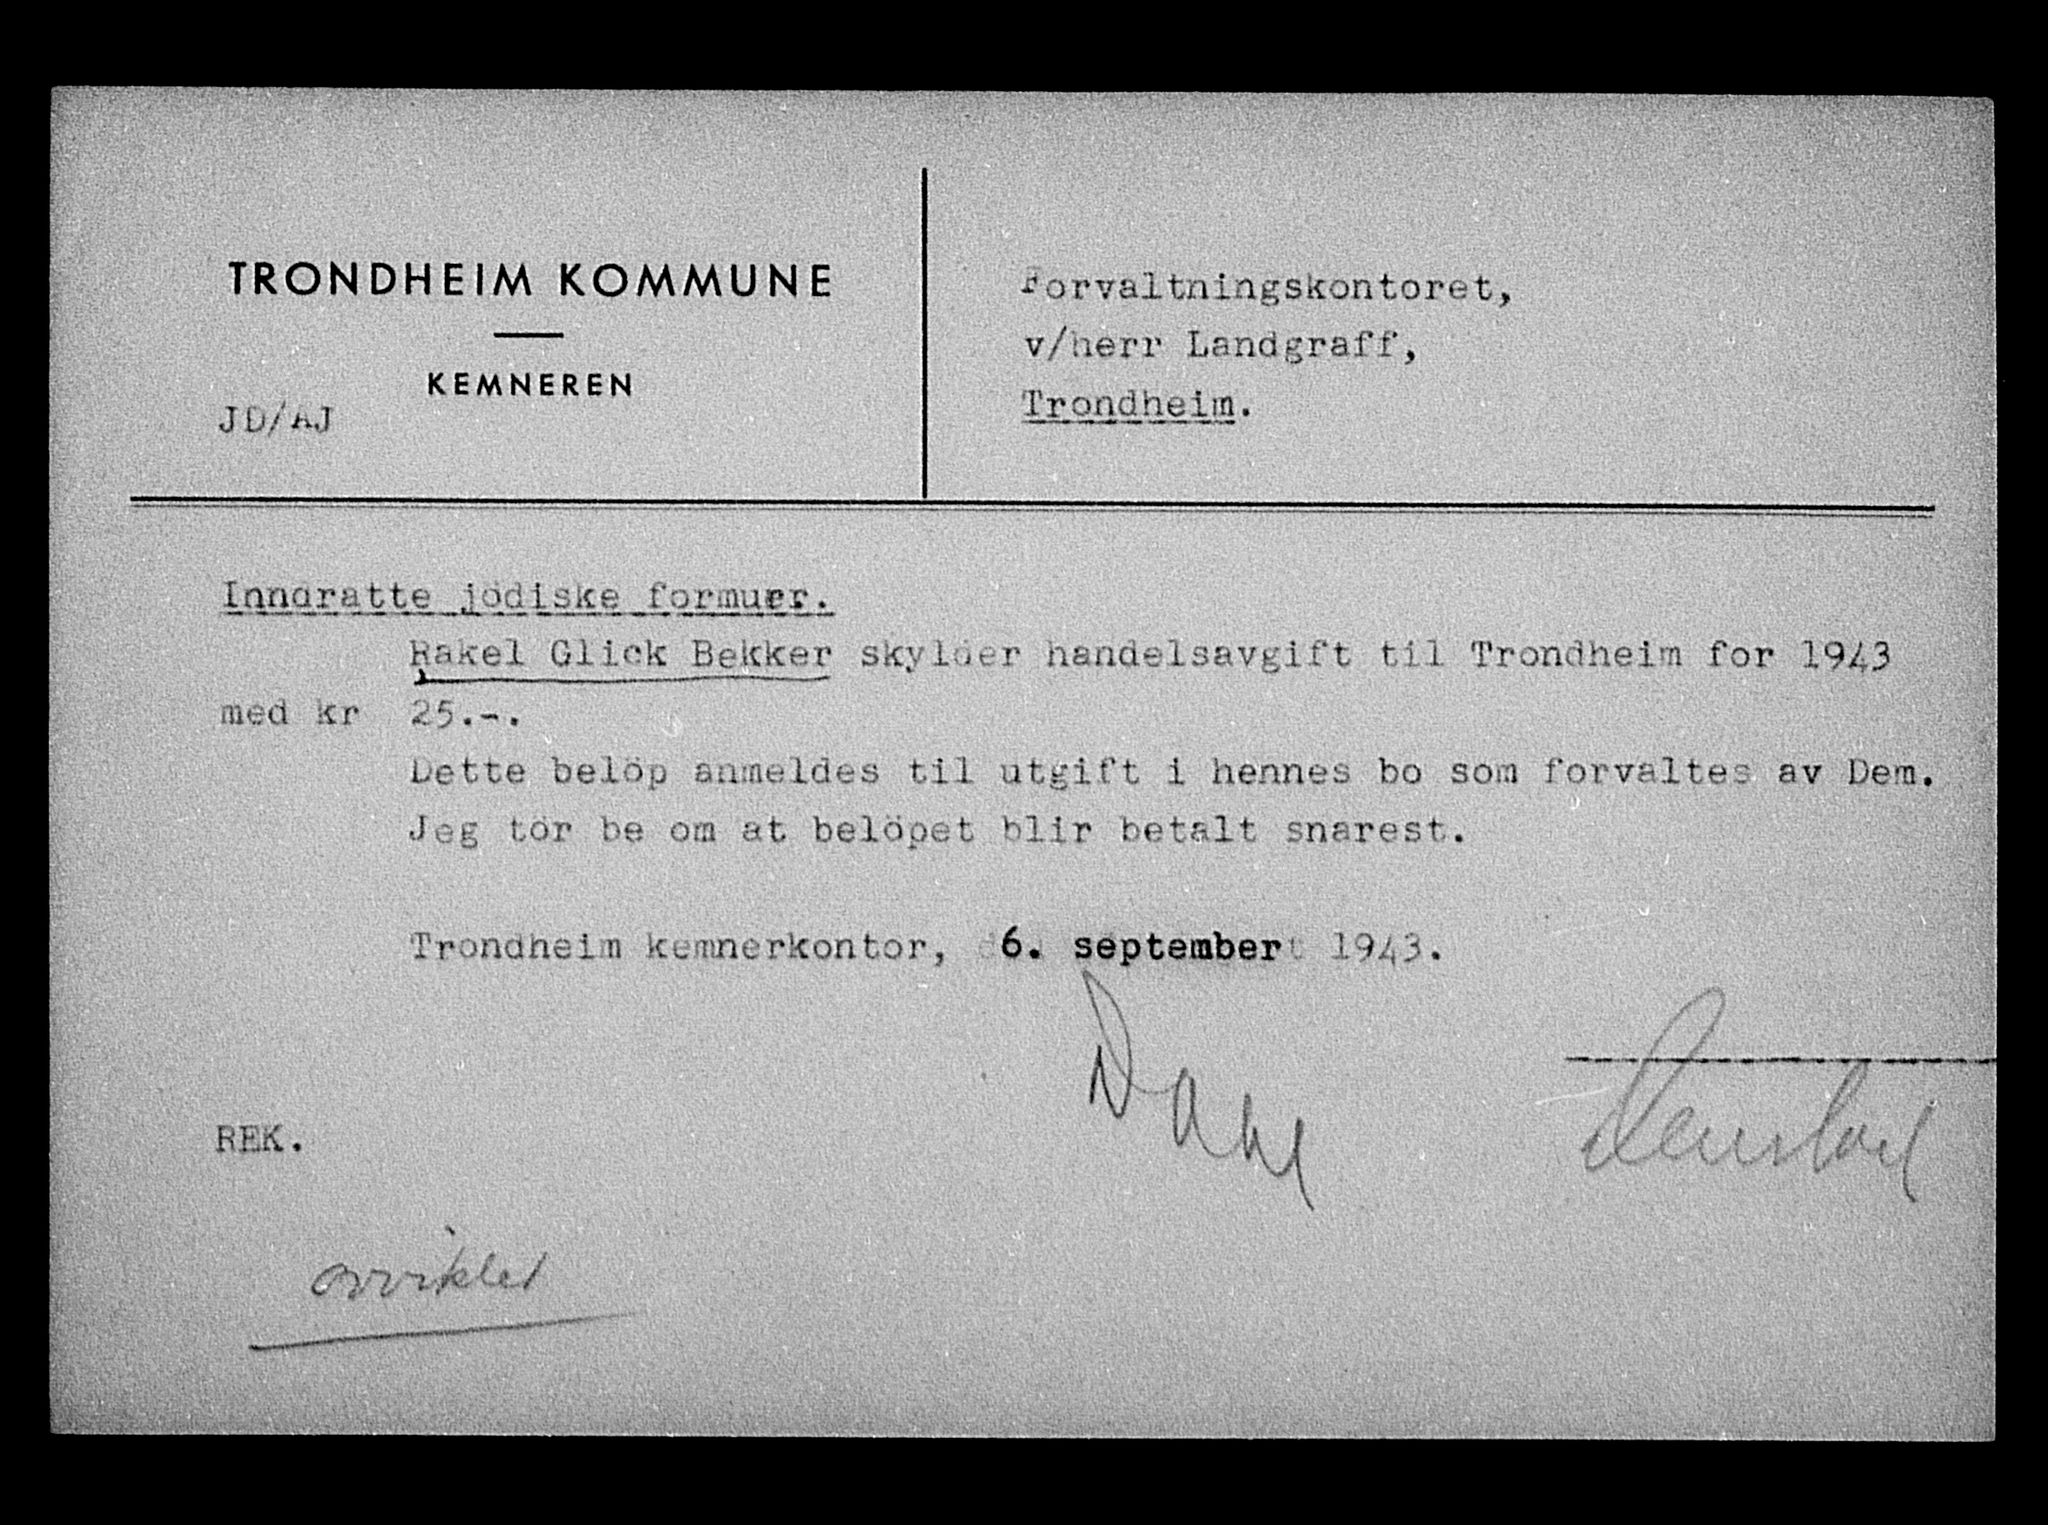 TRONDHEIM KOMMUNE
KEMNEREN
JD/AJ
Forvaltningskontoret,
v/herr Landgraff,
Trondheim.
Inndratte jödiske formuer.
Rakel Glick Bekker skylder handelsavgift til Trondheim for 1943
med kr 25.-.
Dette belöp anmeldes til utgift i hennes bo som forvaltes av Dem.
Jeg tör be om at belöpet blir betalt snarest.
Trondheim kemnerkontor, 6. september 1943.
Dahl
REK.
avviklet